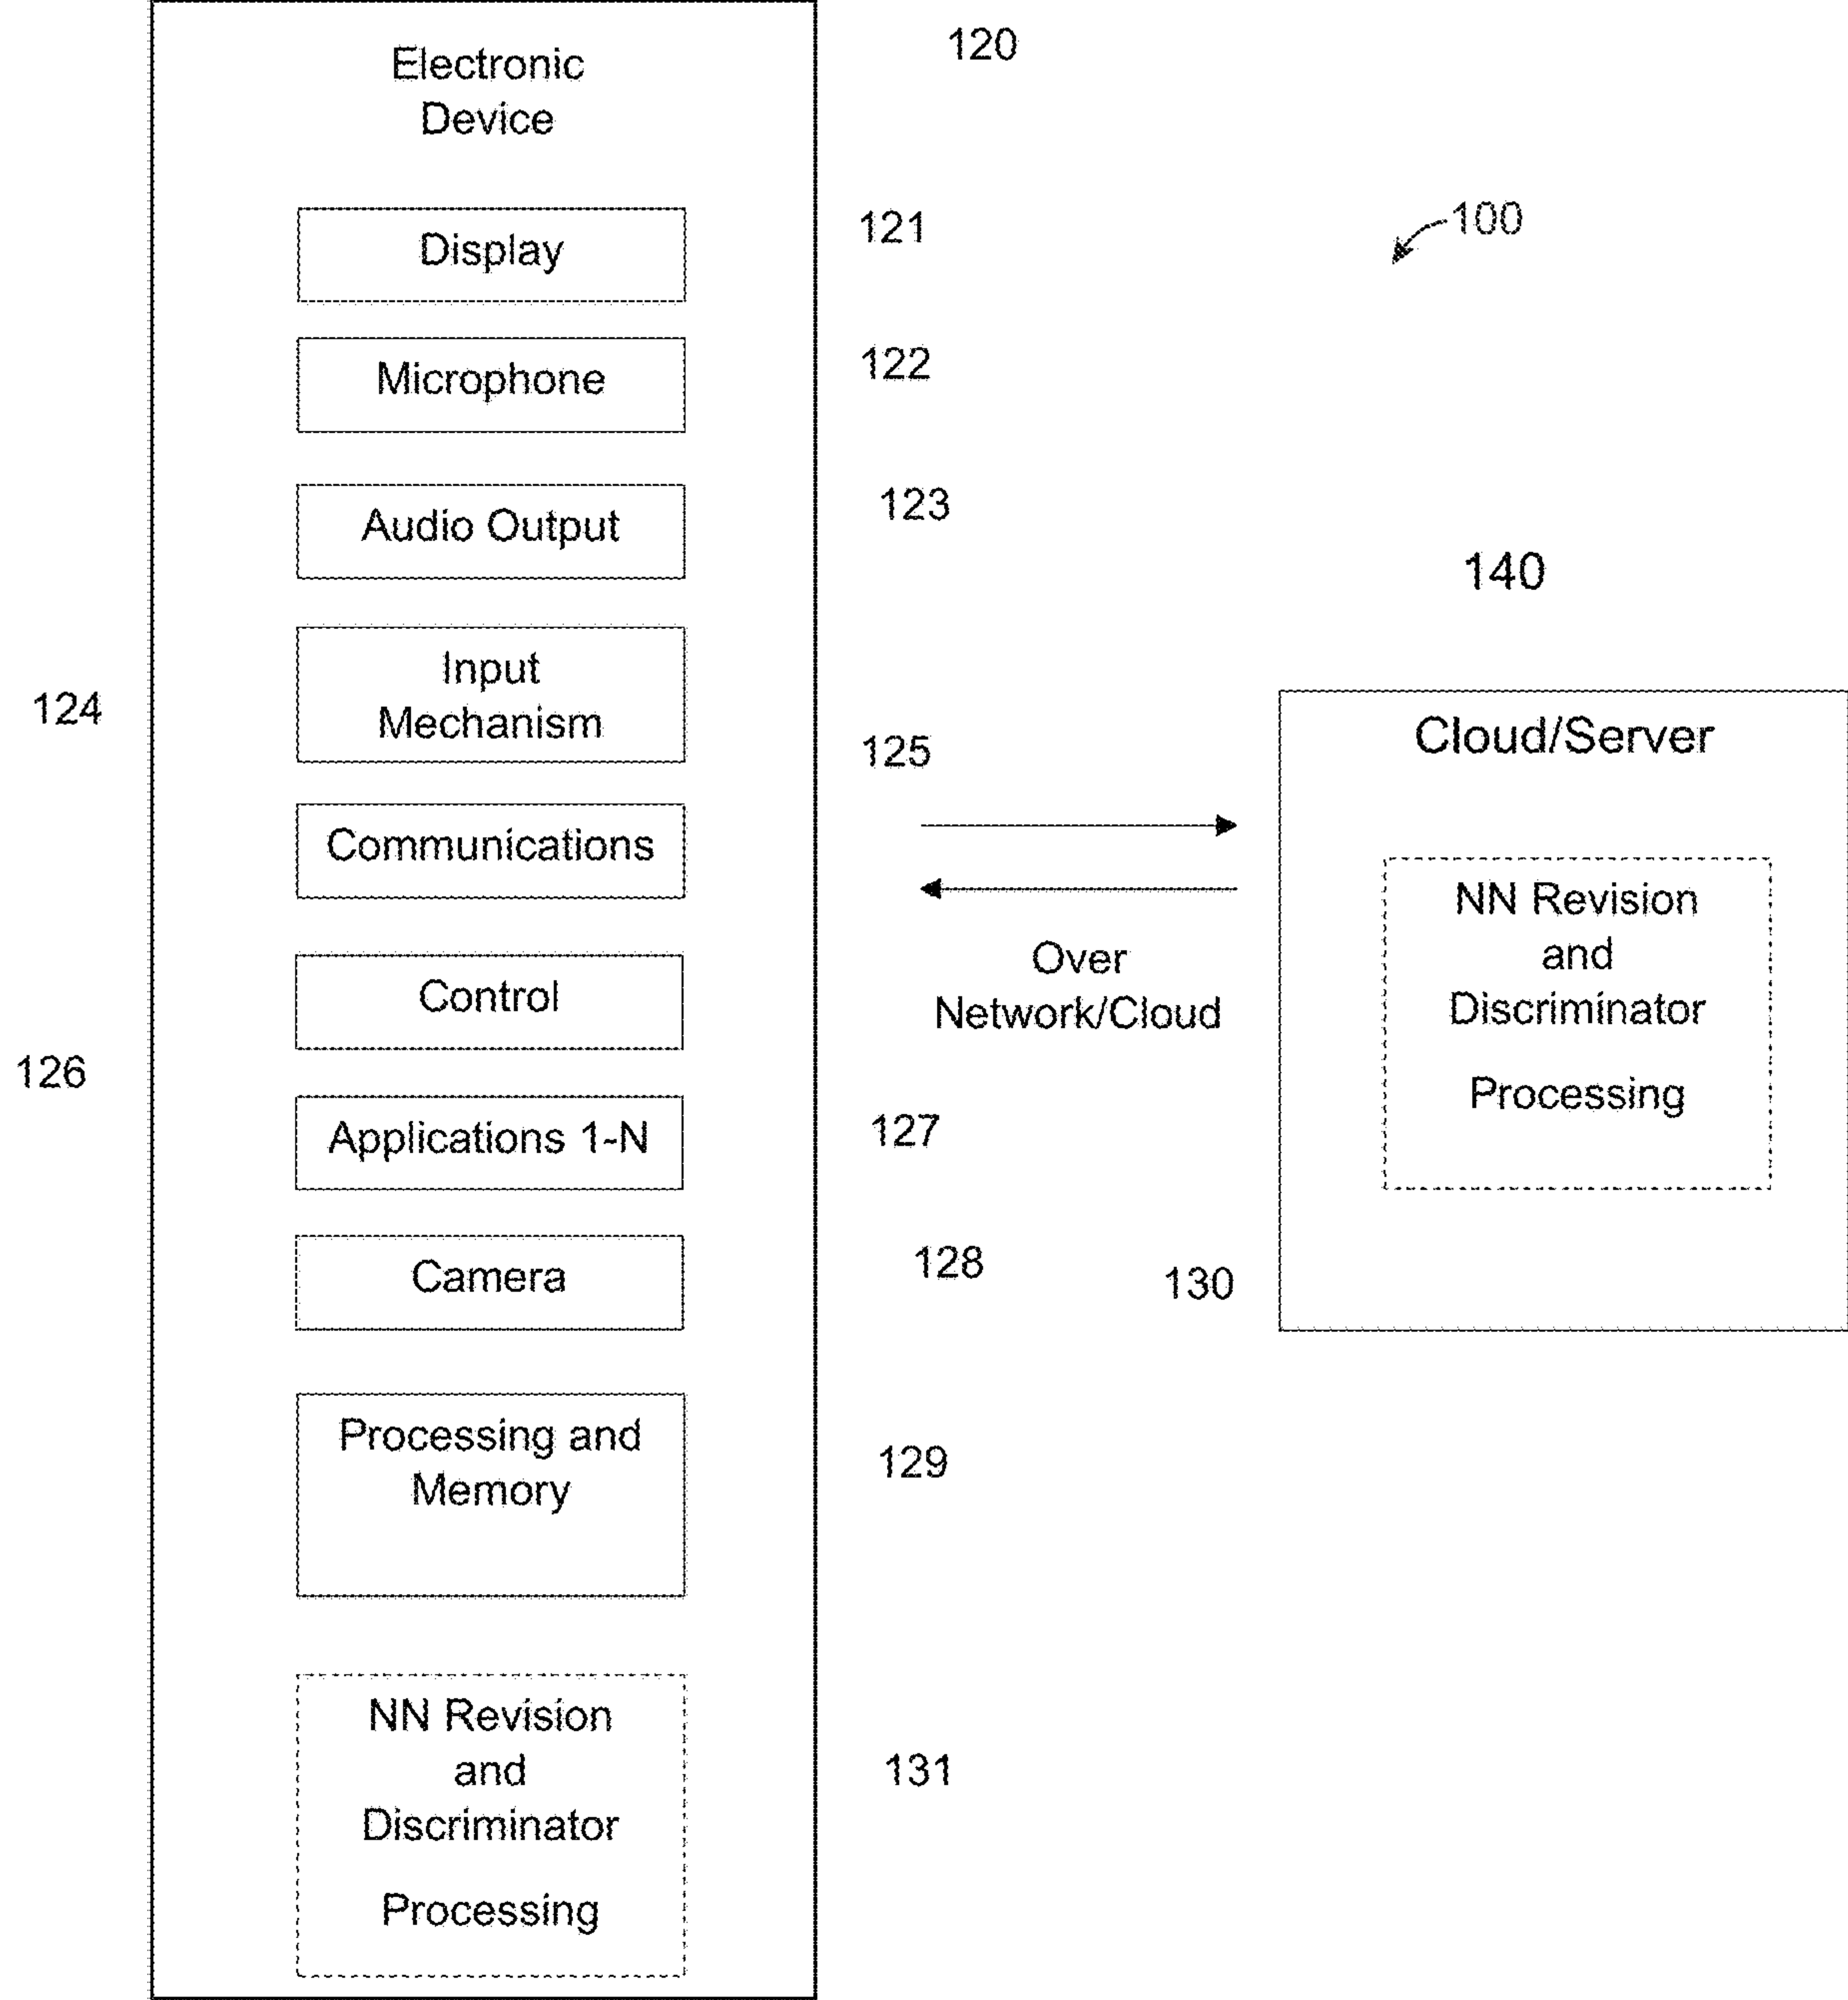 Electronic
Device
120
Display
121
100
Microphone
122
Audio Output
123
140
124
Input
Mechanism
125
Cloud/Server
Communications
Over
Network/Cloud
NN Revision
and
Discriminator
Processing
Control
126
Applications 1-N
127
Camera
128
130
Processing and
Memory
129
NN Revision
and
Discriminator
Processing
131